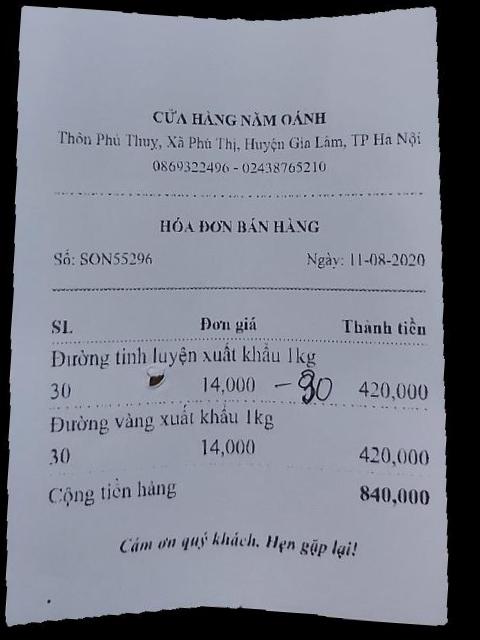 CỬA HÀNG NĂM OÁNH
Thôn Phú Thuỵ, Xã Phú Thị, Huyện Gia Lâm, TP Hà Nội
0869322496 - 02438765210
HÓA ĐƠN BÁN HÀNG
Số: SON55296 Ngày: 11-08-2020
SL Đơn giá Thành tiền
Đường tinh luyện xuất khẩu 1kg
30 14,000 - 90 420,000
Đường vàng xuất khẩu 1kg
30 14,000 420,000
Cộng tiền hàng 840,000
Cám ơn quý khách. Hẹn gặp lại!